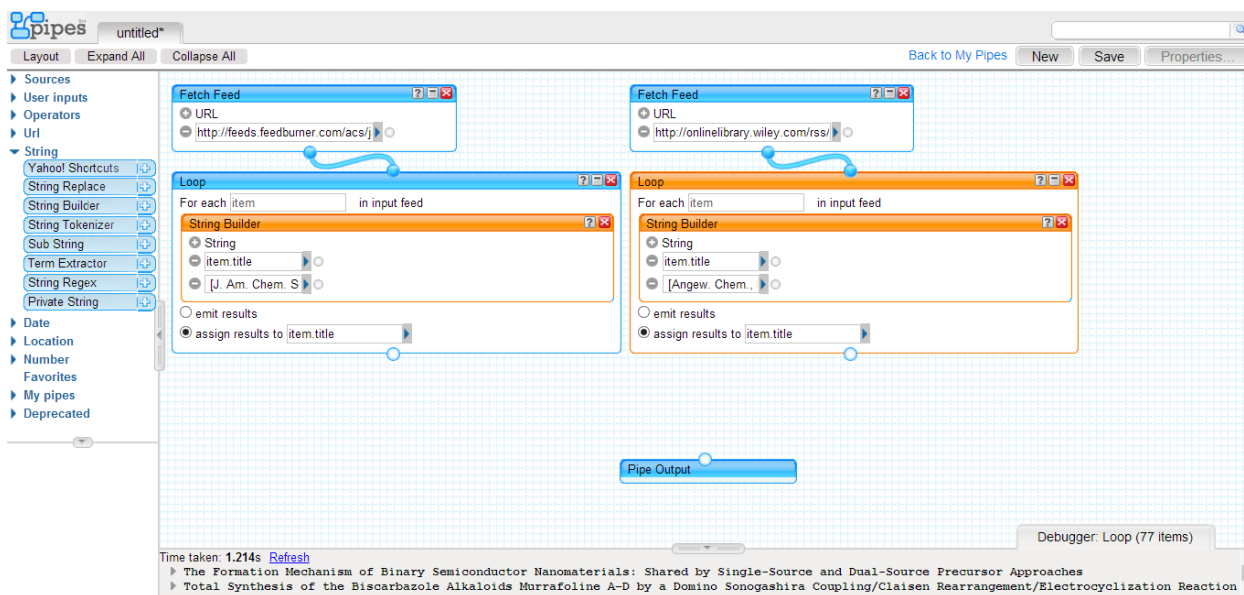 pipes
untitled*
Layout Expand All Collapse All Back to My Pipes New Save Properties...
Sources
User inputs
Operators
Url
String
Yahoo! Shortcuts
String Replace
String Builder
String Tokenizer
Sub String
Term Extractor
String Regex
Private String
Date
Location
Number
Favorites
My pipes
Deprecated
Fetch Feed
URL
http://feeds.feedburner.com/acs/j
Loop
For each item in input feed
String Builder
String
item.title
[J. Am. Chem. S
emit results
assign results to item.title
Fetch Feed
URL
http://onlinelibrary.wiley.com/rss/
Loop
For each item in input feed
String Builder
String
item.title
[Angew. Chem.,
emit results
assign results to item.title
Pipe Output
Debugger: Loop (77 items)
Time taken: 1.214s Refresh
The Formation Mechanism of Binary Semiconductor Nanomaterials: Shared by Single-Source and Dual-Source Precursor Approaches
Total Synthesis of the Biscarbazole Alkaloids Murrafoline A-D by a Domino Sonogashira Coupling/Claisen Rearrangement/Electrocyclization Reaction